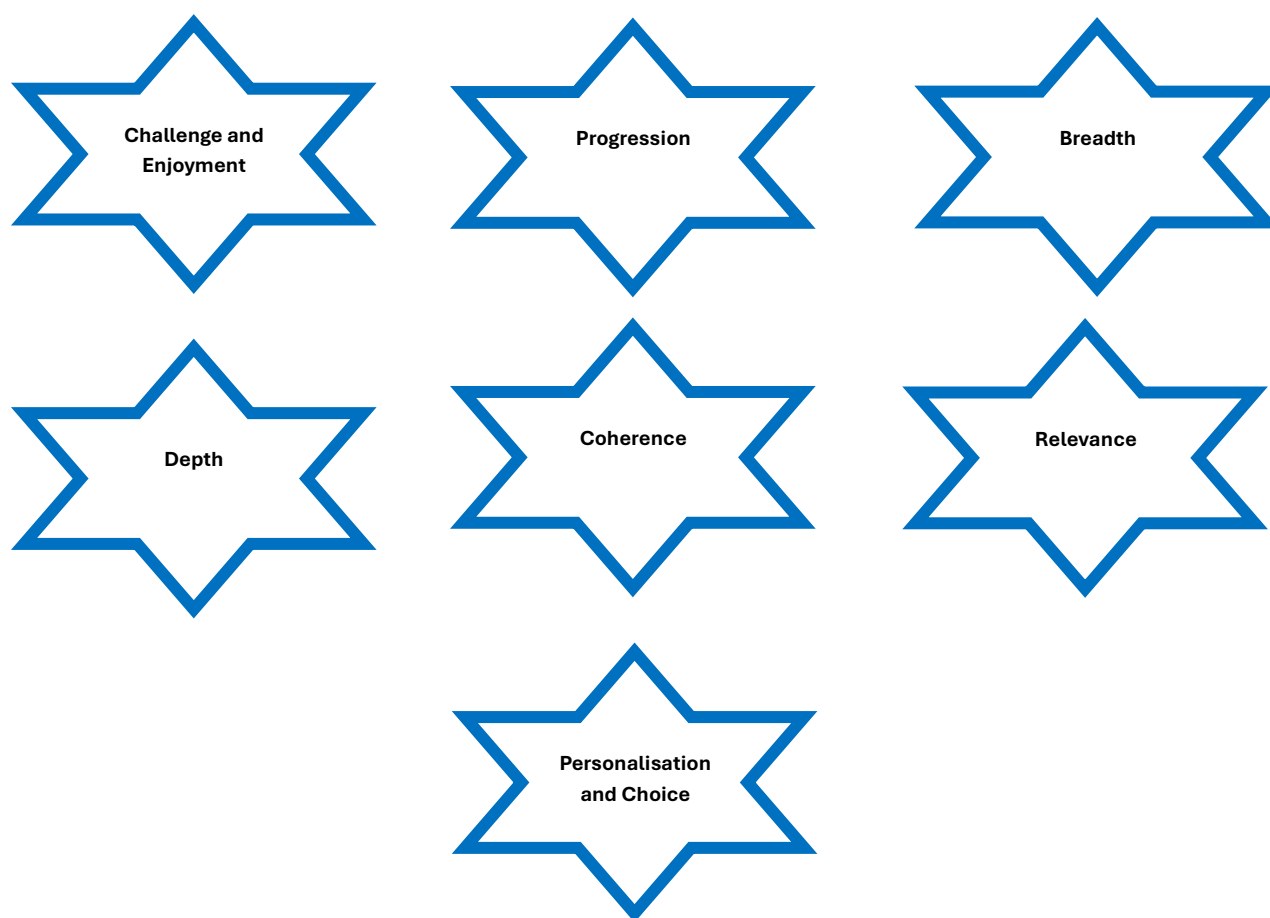 Challenge and
Enjoyment
Progression
Breadth
Depth
Coherence
Relevance
Personalisation
and Choice